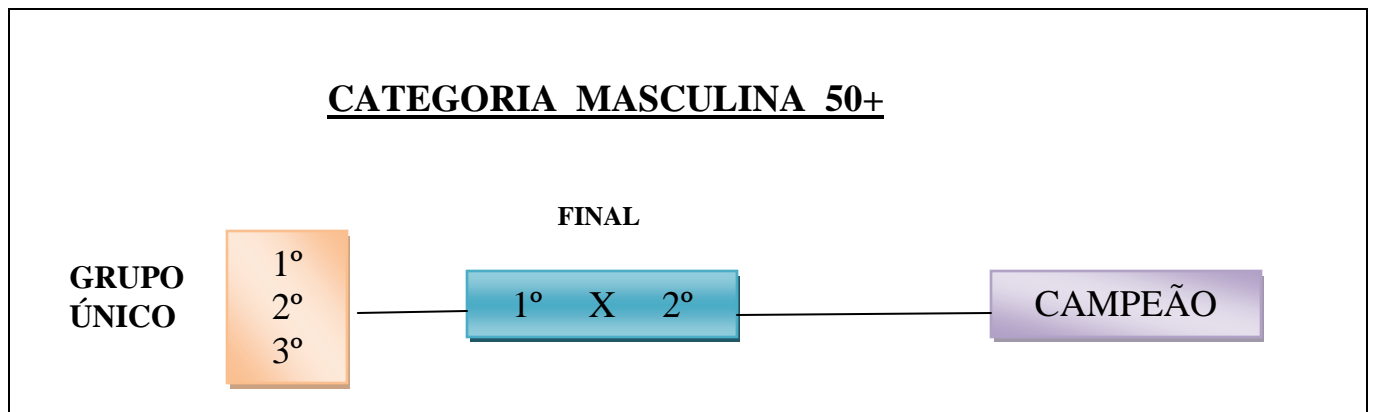 CATEGORIA MASCULINA 50+
FINAL
GRUPO
ÚNICO
1º
2º
3º
1º X 2º
CAMPEÃO